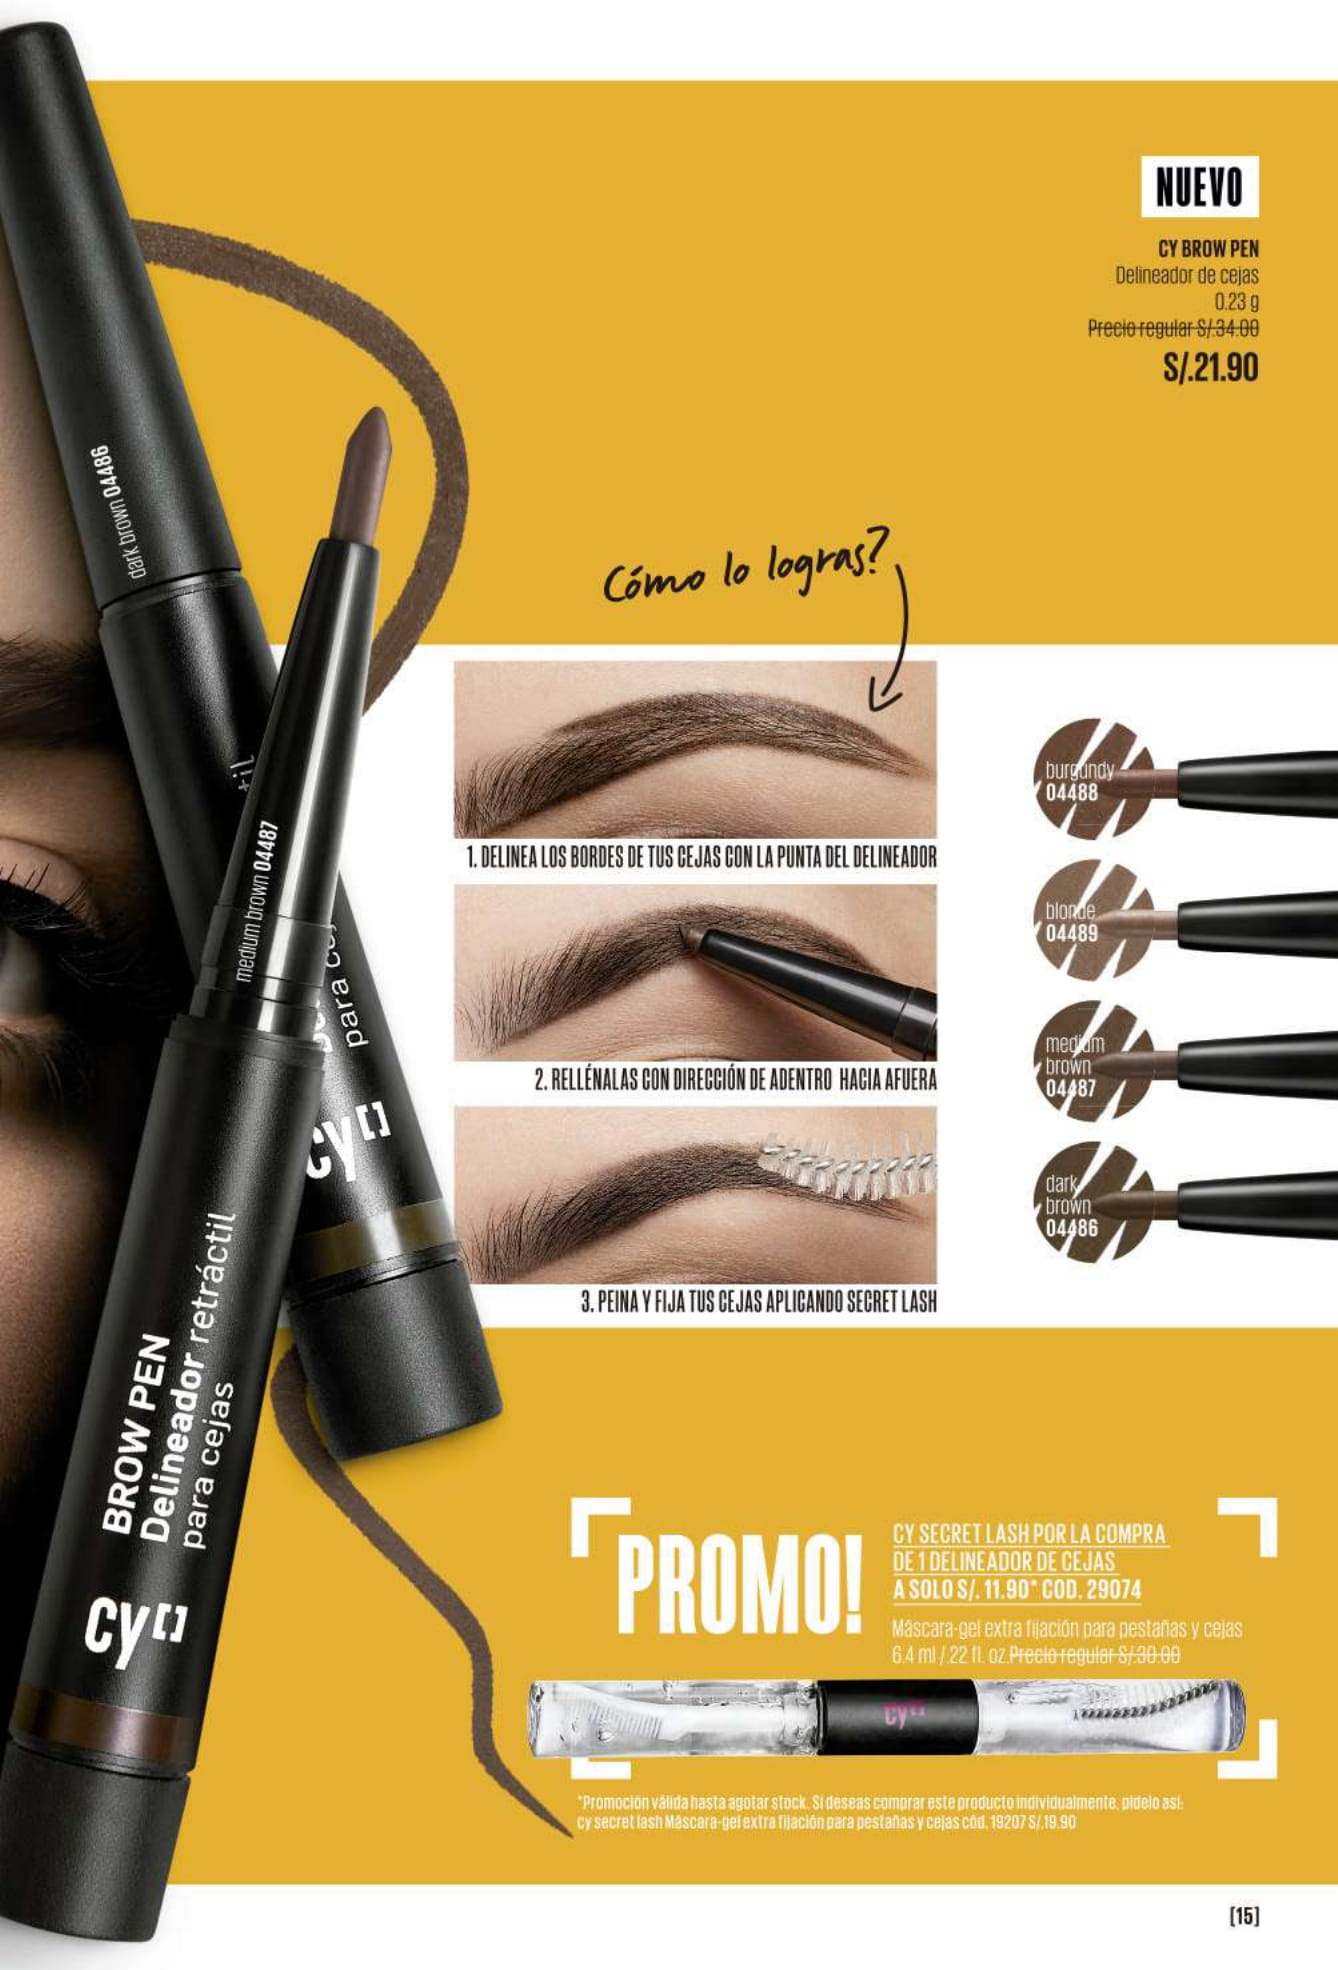 NUEVO
CY BROW PEN
Delineador de cejas
0.23 g
Precio regular S/.34.00
S/.21.90
dark brown 04486
Cómo lo logras?
medium brown 04487
til
para
cy[]
BROW PEN
Delineador retráctil
para cejas
cy[]
1. DELINEA LOS BORDES DE TUS CEJAS CON LA PUNTA DEL DELINEADOR
2. RELLÉNALAS CON DIRECCIÓN DE ADENTRO HACIA AFUERA
3. PEINA Y FIJA TUS CEJAS APLICANDO SECRET LASH
burgundy
04488
blonde
04489
medium
brown
04487
dark
brown
04486
PROMO!
CY SECRET LASH POR LA COMPRA
DE 1 DELINEADOR DE CEJAS
A SOLO S/. 11.90* COD. 29074
Máscara-gel extra fijación para pestañas y cejas
6.4 ml /.22 fl. oz. Precio regular S/.30.00
cy[]
*Promoción válida hasta agotar stock. Si deseas comprar este producto individualmente, pídelo así:
cy secret lash Máscara-gel extra fijación para pestañas y cejas cód. 19207 S/.19.90
[15]